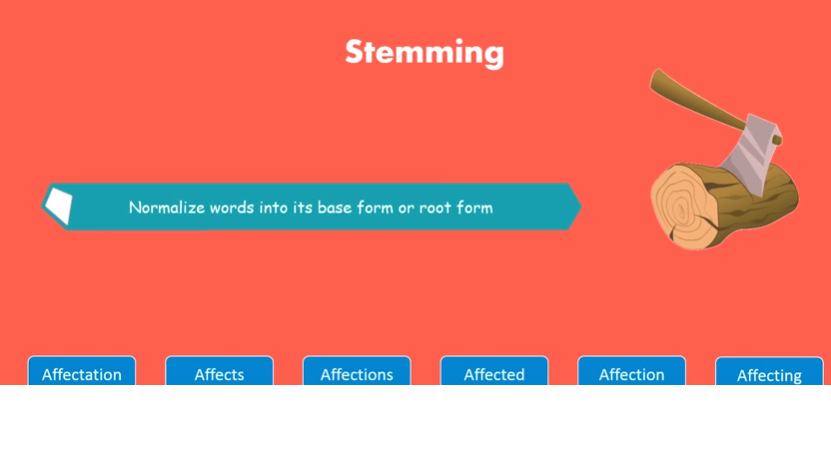 Stemming
Normalize words into its base form or root form
Affectation Affects Affections Affected Affection Affecting